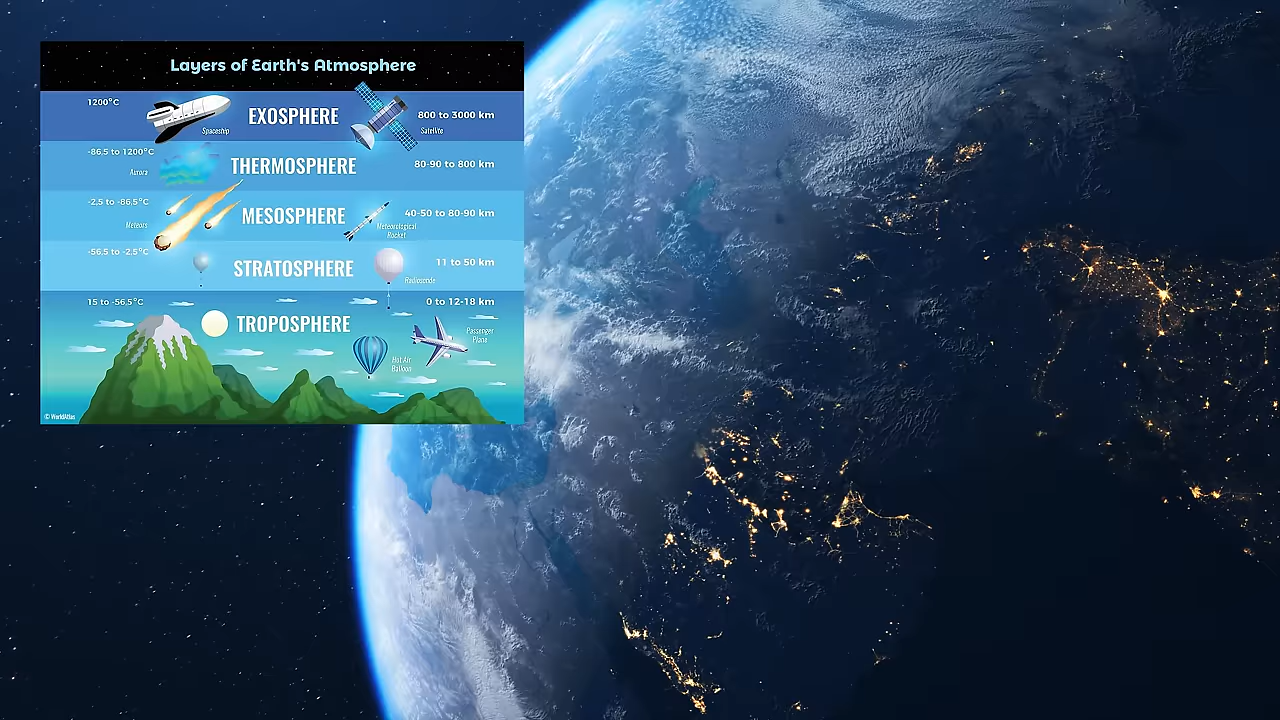 Layers of Earth's Atmosphere
1200°C
EXOSPHERE
800 to 3000 km
Spaceship
Satellite
-86.5 to 1200°C
THERMOSPHERE
80-90 to 800 km
Aurora
-2.5 to -86.5°C
MESOSPHERE
40-50 to 80-90 km
Meteors
Meteorological
Rocket
-56.5 to -2.5°C
STRATOSPHERE
11 to 50 km
Radiosonde
15 to -56.5°C
0 to 12-18 km
TROPOSPHERE
Passenger
Plane
Hot Air
Balloon
© WorldAtlas